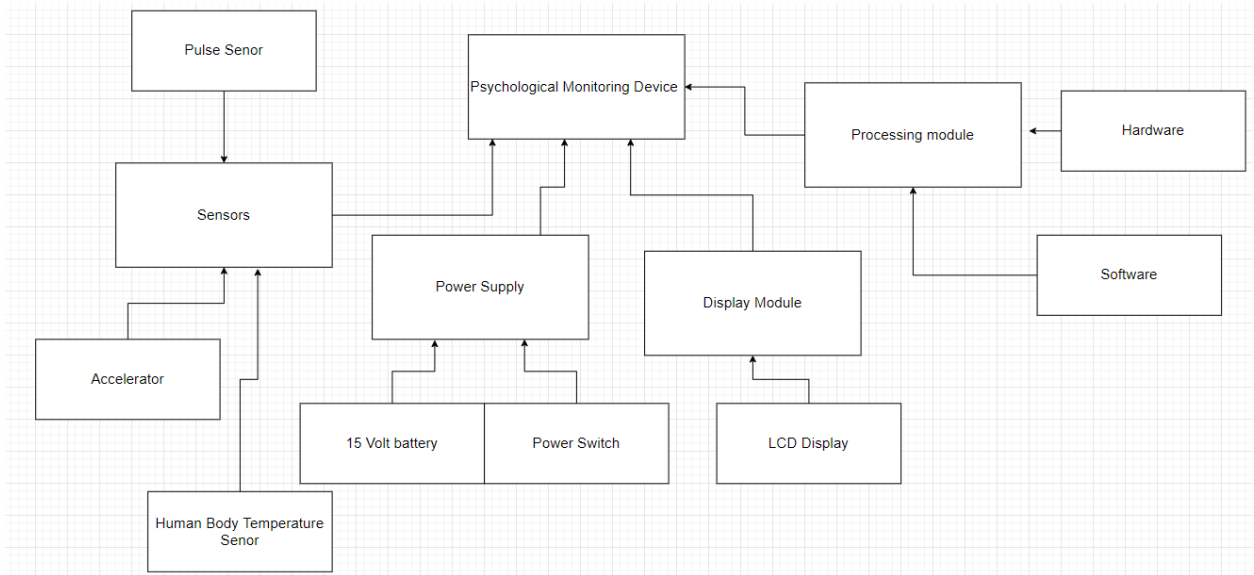 Pulse Senor
Psychological Monitoring Device
Processing module
Hardware
Sensors
Power Supply
Display Module
Software
Accelerator
15 Volt battery
Power Switch
LCD Display
Human Body Temperature
Senor